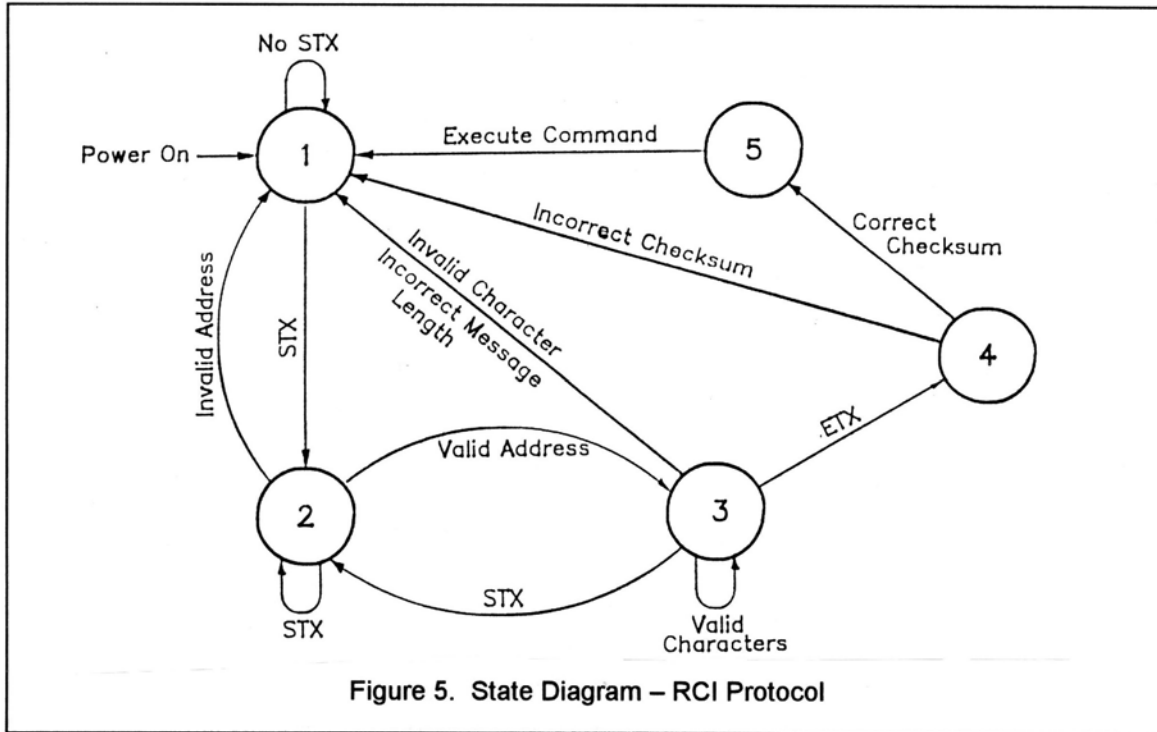 No STX
Power On
1
Execute Command
5
Incorrect Checksum
Correct
Checksum
Invalid Character
Incorrect Message
Length
Invalid Address
STX
4
ETX
Valid Address
2
3
STX
STX
Valid
Characters
Figure 5. State Diagram – RCI Protocol